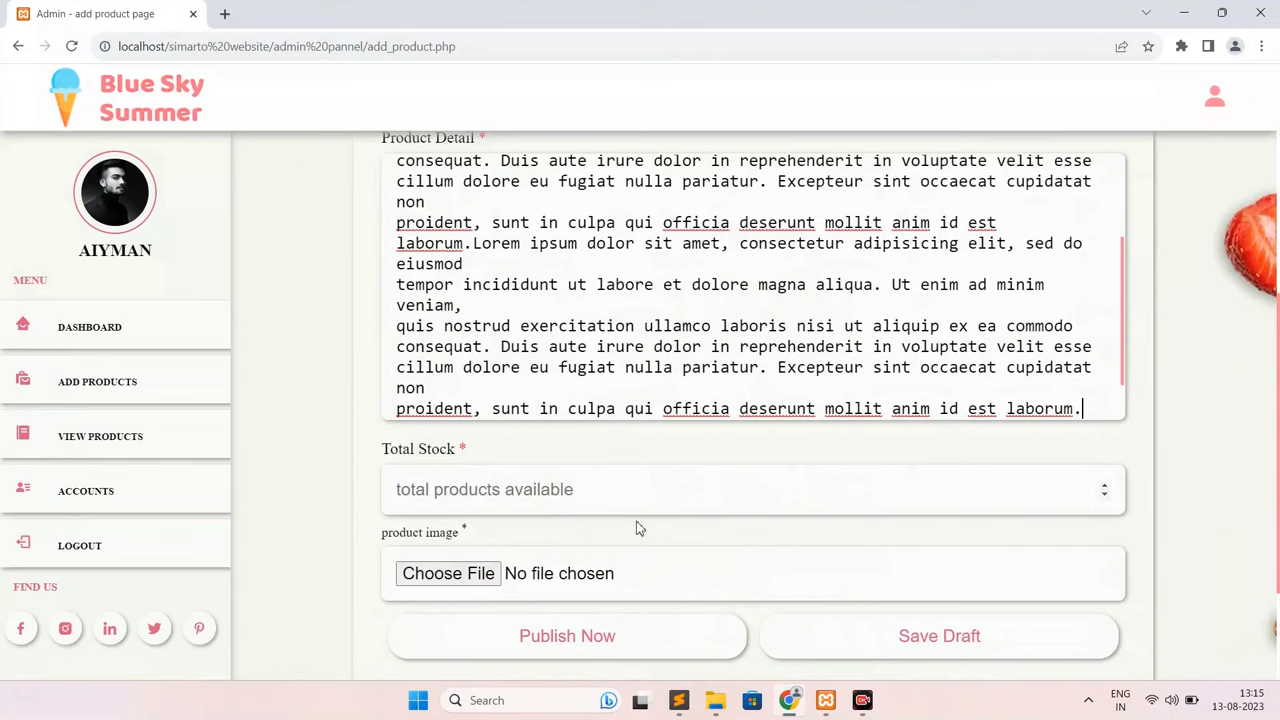 Admin - add product page
localhost/simarto%20website/admin%20pannel/add_product.php
Blue Sky
Summer
AIYMAN
MENU
DASHBOARD
ADD PRODUCTS
VIEW PRODUCTS
ACCOUNTS
LOGOUT
FIND US
Product Detail *
consequat. Duis aute irure dolor in reprehenderit in voluptate velit esse
cillum dolore eu fugiat nulla pariatur. Excepteur sint occaecat cupidatat
non
proident, sunt in culpa qui officia deserunt mollit anim id est
laborum.Lorem ipsum dolor sit amet, consectetur adipisicing elit, sed do
eiusmod
tempor incididunt ut labore et dolore magna aliqua. Ut enim ad minim
veniam,
quis nostrud exercitation ullamco laboris nisi ut aliquip ex ea commodo
consequat. Duis aute irure dolor in reprehenderit in voluptate velit esse
cillum dolore eu fugiat nulla pariatur. Excepteur sint occaecat cupidatat
non
proident, sunt in culpa qui officia deserunt mollit anim id est laborum.
Total Stock *
total products available
product image *
Choose File No file chosen
Publish Now
Save Draft
Search
ENG
IN
13:15
13-08-2023